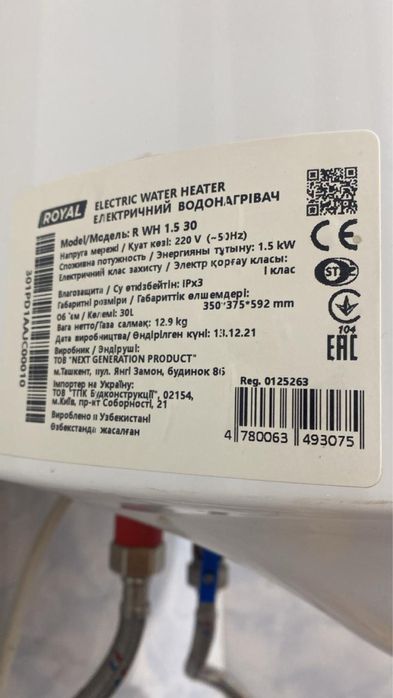 ROYAL
ELECTRIC WATER HEATER
ЕЛЕКТРИЧНИЙ ВОДОНАГРІВАЧ
Model/Модель: R WH 1.5 30
Напруга мережі / Қуат көзі: 220 V (~50Hz)
Споживна потужность / Энергияны тұтыну: 1.5 kW
Електричний клас захисту / Электр қорғау класы:
I клас
Влагозащита / Су өткізбейтін: IPx3
Габаритні розміри / Габариттік өлшемдері:
350*375*592 mm
Об'єм / Көлемі: 30L
Вага нетто/Таза салмақ: 12.9 kg
Дата виробництва/ Өндірілген күні: 13.12.21
Виробник / Эндіруші:
ТОВ "NEXT GENERATION PRODUCT"
м.Ташкент, вул. Янгі Замон, будинок 8б
Імпортер на Україну:
ТОВ "ТПК Будконструкції", 02154,
м.Київ, пр-кт Соборності, 21
Вироблено в Узбекистані
Өзбекстанда жасалған
CE
ST
104
EAC
Reg. 0125263
4 780063 493075